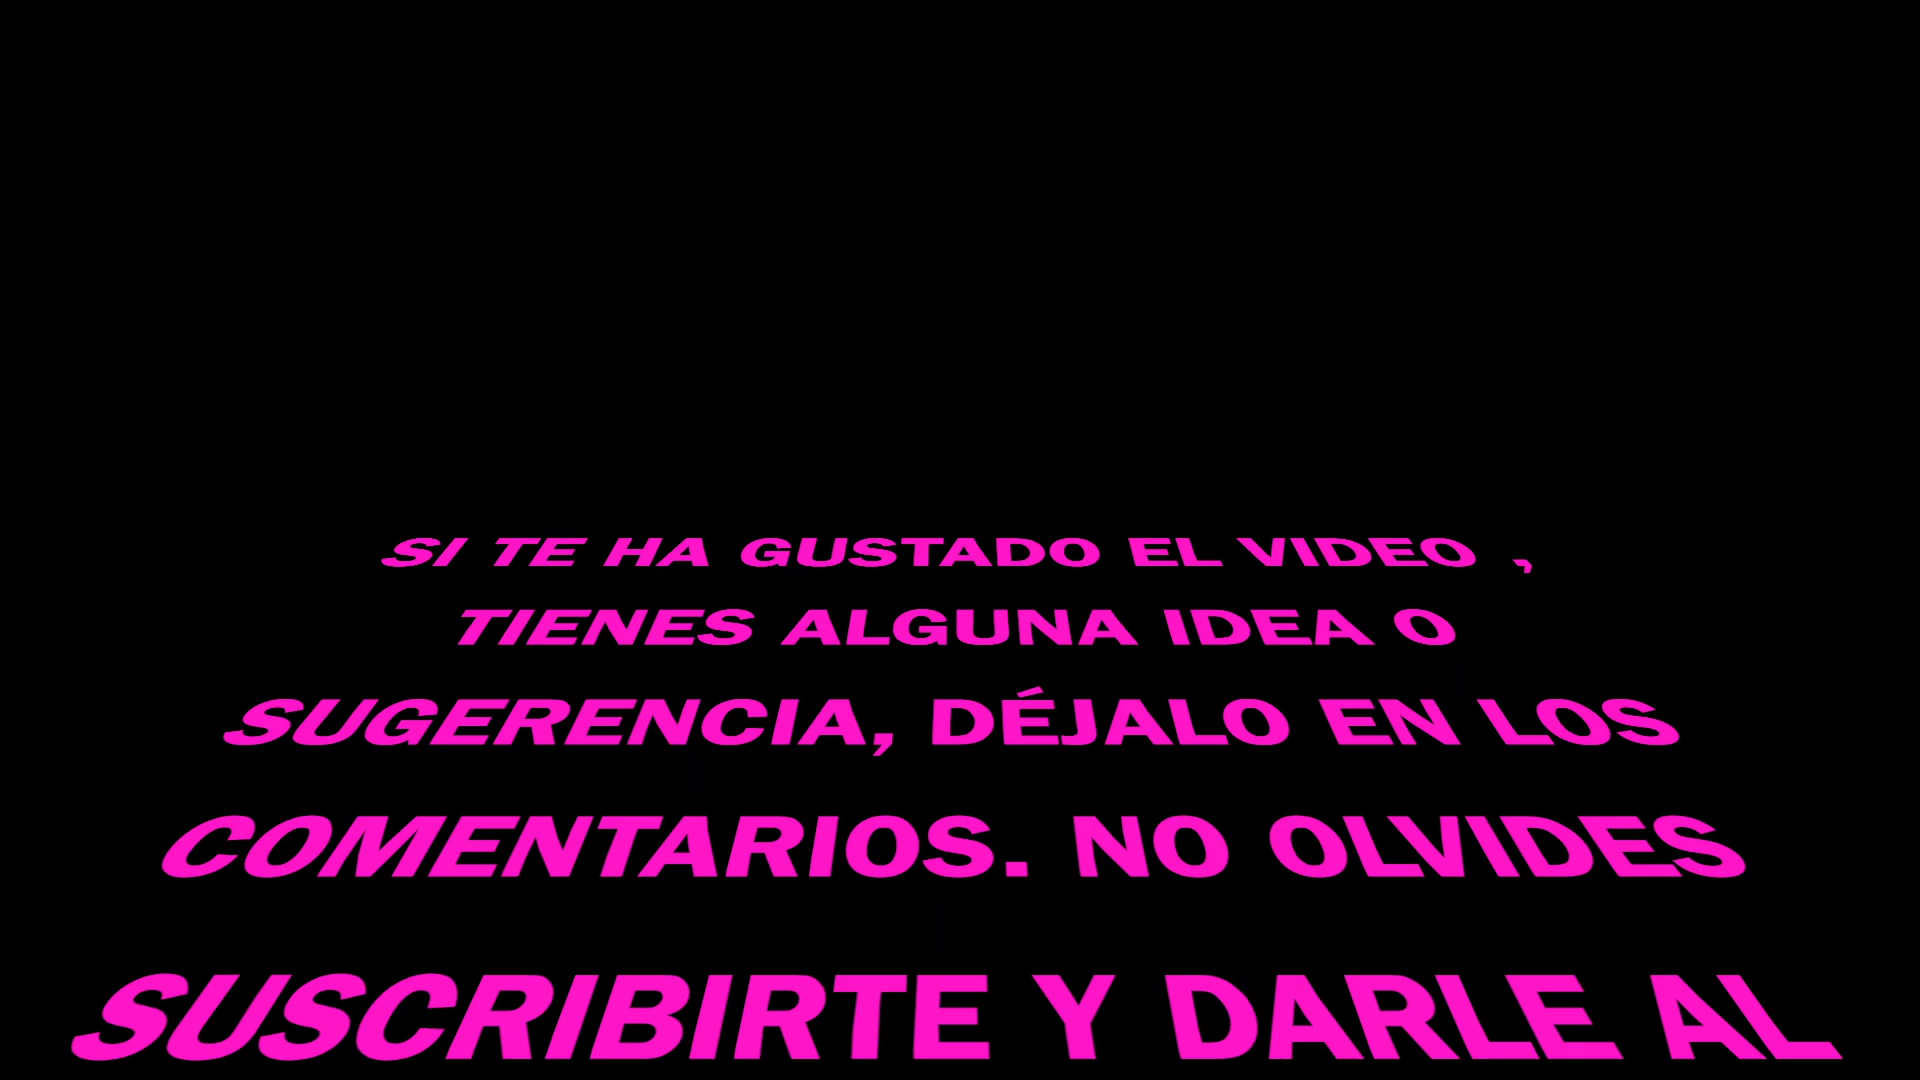 SI TE HA GUSTADO EL VIDEO ,
TIENES ALGUNA IDEA O
SUGERENCIA, DÉJALO EN LOS
COMENTARIOS. NO OLVIDES
SUSCRIBIRTE Y DARLE AL